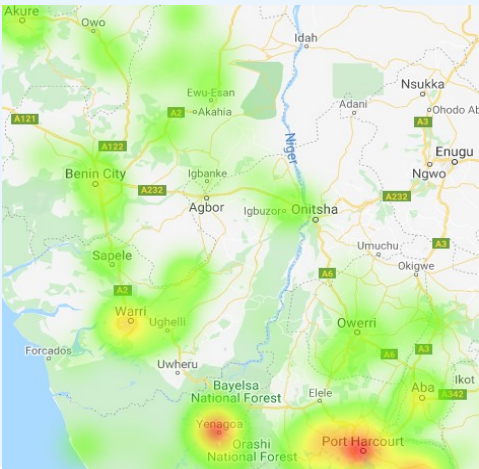 Akure
Owo
Idah
Ewu-Esan
Akahia
A2
Nsukka
Adani
Ohodo Ab
A121
A122
A3
Niger
Enugu
Ngwo
Igbanke
Benin City
A232
Agbor
Igbuzor
Onitsha
A232
Umuchu
A3
Sapele
Okigwe
A6
A2
Warri
Ughelli
Owerri
Forcados
A6
A3
Uwheru
Bayelsa
National Forest
Elele
Aba
Ikot
A342
Yenagoa
Orashi
National Forest
Port Harcourt